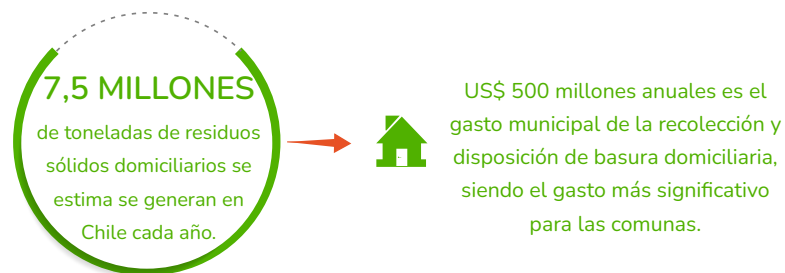 7,5 MILLONES
de toneladas de residuos
sólidos domiciliarios se
estima se generan en
Chile cada año.
US$ 500 millones anuales es el
gasto municipal de la recolección y
disposición de basura domiciliaria,
siendo el gasto más significativo
para las comunas.